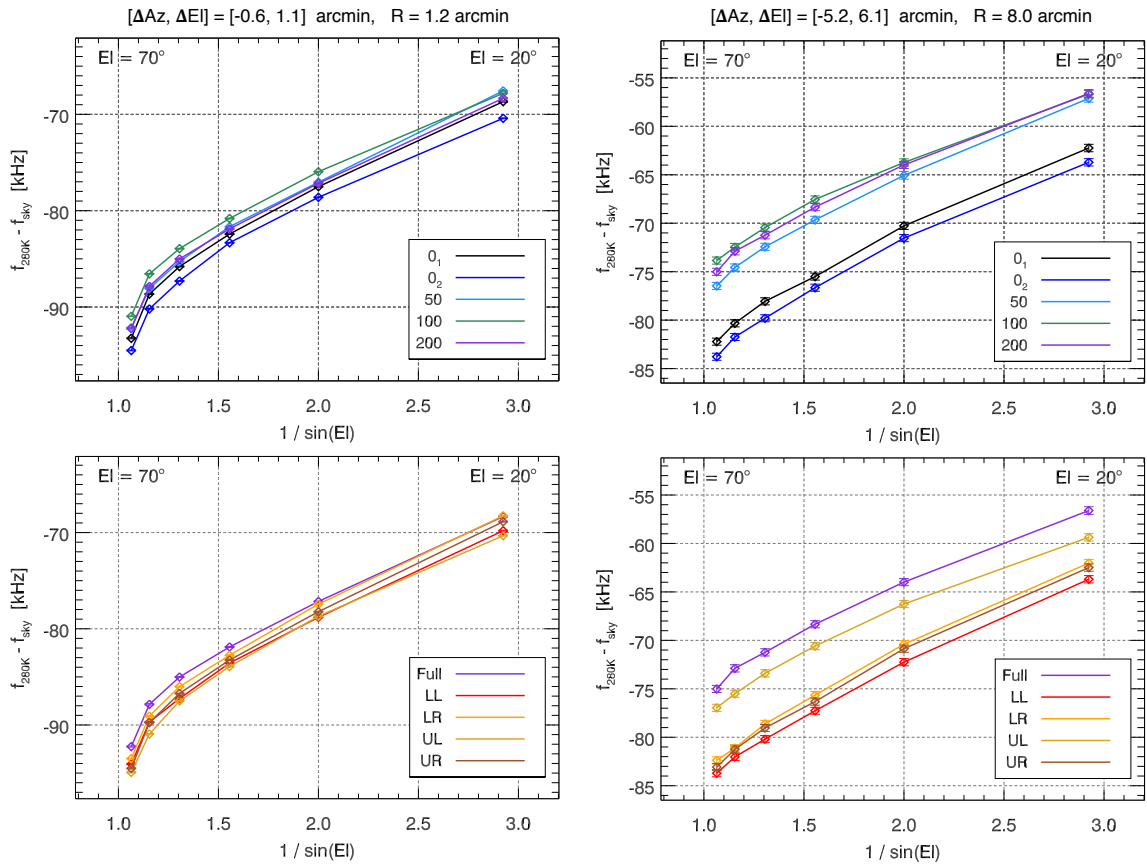 [ΔAz, ΔEl] = [-0.6, 1.1] arcmin, R = 1.2 arcmin
El = 70°
El = 20°
-70
-80
-90
f280K - fsky [kHz]
0₁
0₂
50
100
200
1.0
1.5
2.0
2.5
3.0
1 / sin(El)
[ΔAz, ΔEl] = [-5.2, 6.1] arcmin, R = 8.0 arcmin
El = 70°
El = 20°
-55
-60
-65
-70
-75
-80
-85
f280K - fsky [kHz]
0₁
0₂
50
100
200
1.0
1.5
2.0
2.5
3.0
1 / sin(El)
El = 70°
El = 20°
-70
-80
-90
f280K - fsky [kHz]
Full
LL
LR
UL
UR
1.0
1.5
2.0
2.5
3.0
1 / sin(El)
El = 70°
El = 20°
-55
-60
-65
-70
-75
-80
-85
f280K - fsky [kHz]
Full
LL
LR
UL
UR
1.0
1.5
2.0
2.5
3.0
1 / sin(El)